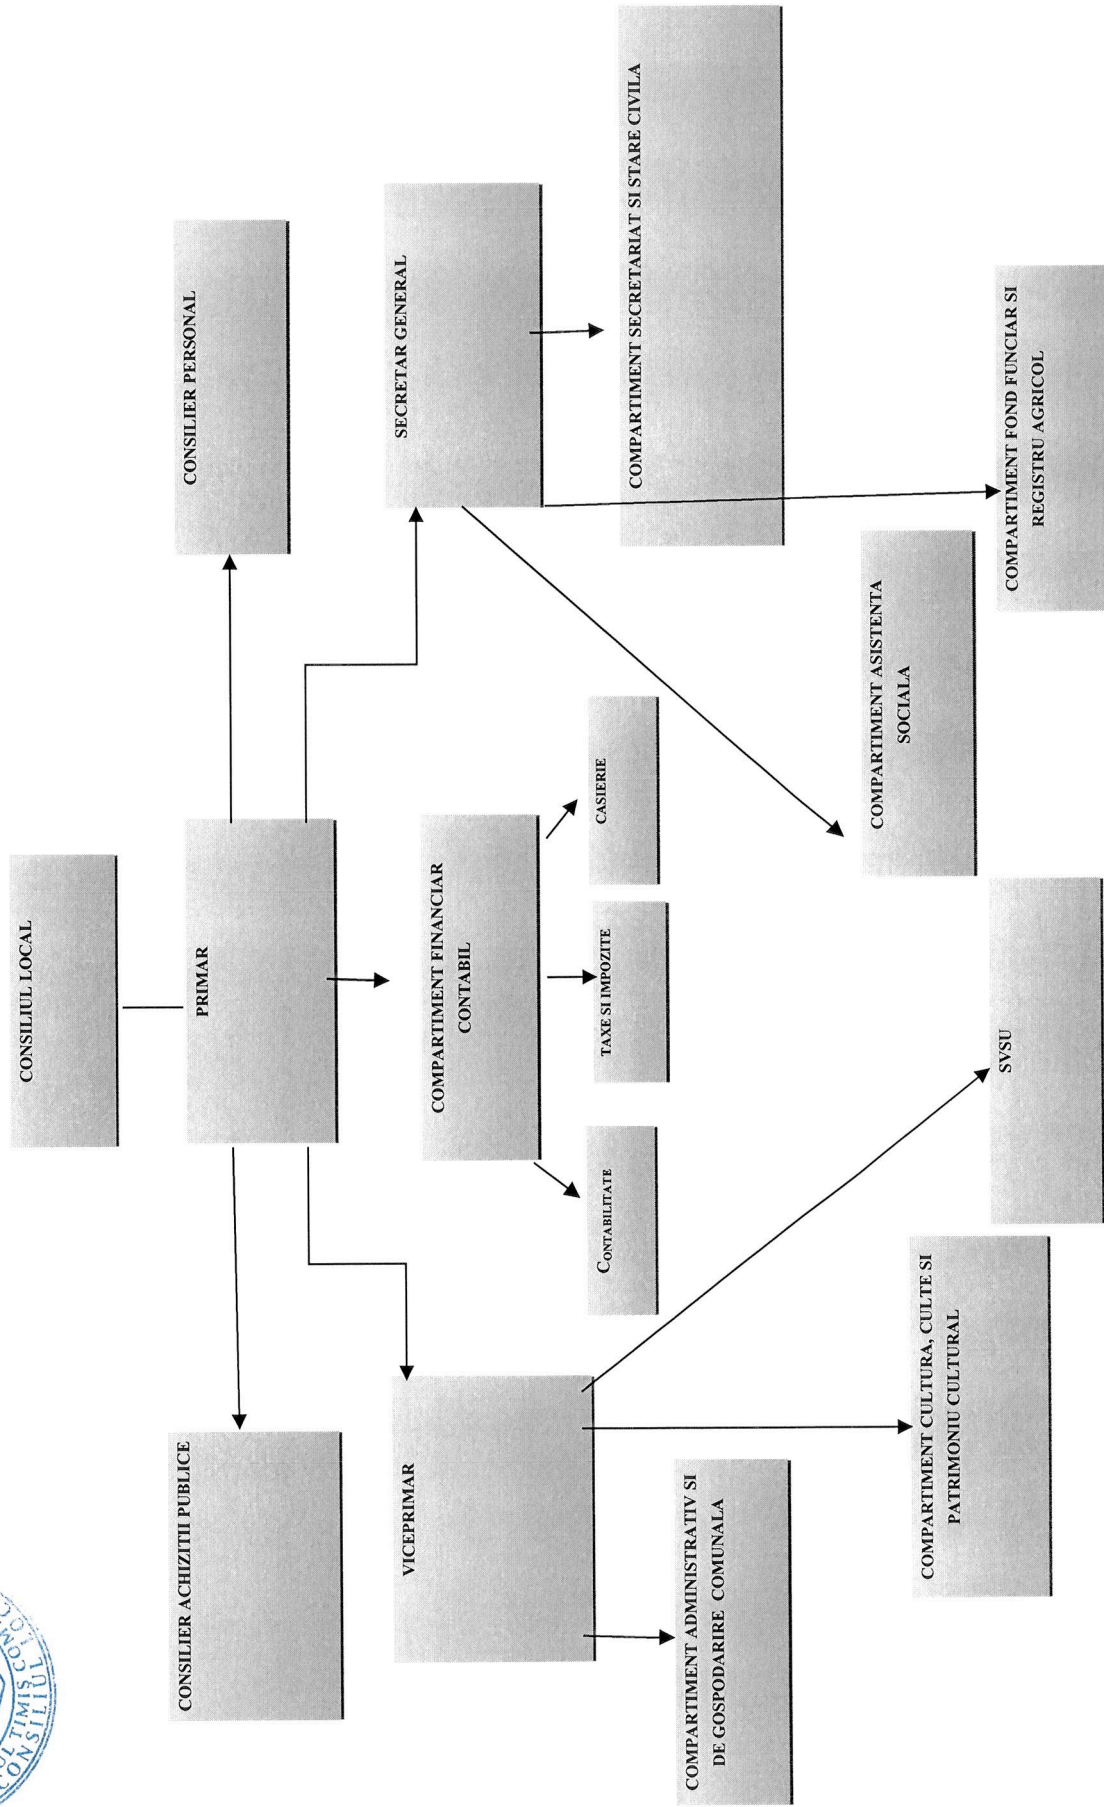 CONSILIUL LOCAL
CONSILIER ACHIZITII PUBLICE
PRIMAR
CONSILIER PERSONAL
VICEPRIMAR
COMPARTIMENT FINANCIAR
CONTABIL
SECRETAR GENERAL
CONTABILITATE
TAXE SI IMPOZITE
CASIERIE
COMPARTIMENT SECRETARIAT SI STARE CIVILA
COMPARTIMENT ADMINISTRATIV SI
DE GOSPODARIRE COMUNALA
COMPARTIMENT ASISTENTA
SOCIALA
COMPARTIMENT CULTURA, CULTE SI
PATRIMONIU CULTURAL
SVSU
COMPARTIMENT FOND FUNCIAR SI
REGISTRU AGRICOL
TIMIȘ
CONSILIUL